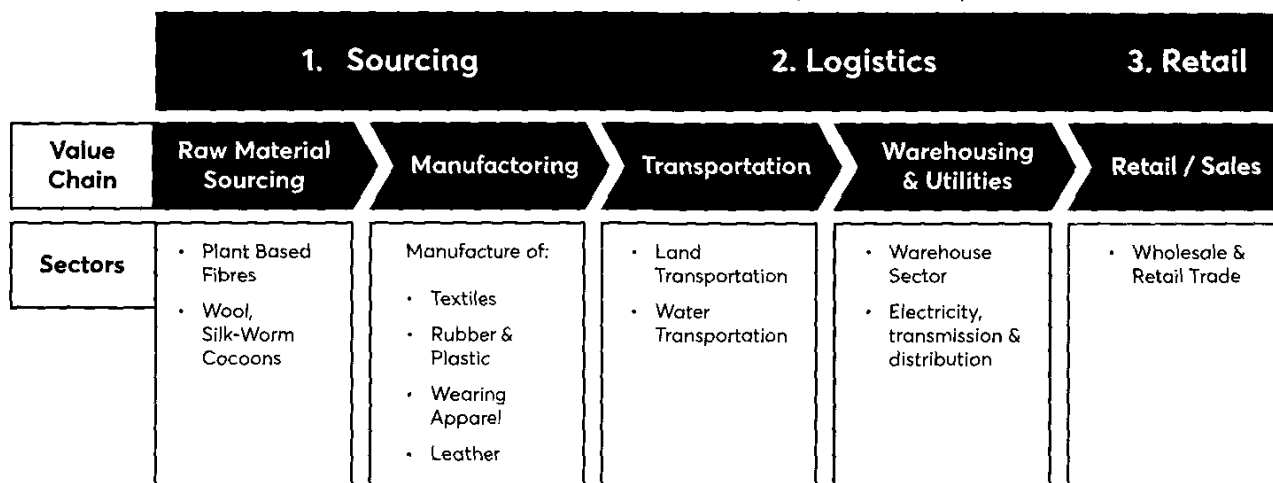 1. Sourcing
2. Logistics
3. Retail
Value
Chain
Raw Material
Sourcing
Manufactoring
Transportation
Warehousing
& Utilities
Retail / Sales
Sectors
• Plant Based
Fibres
• Wool,
Silk-Worm
Cocoons
Manufacture of:
• Textiles
• Rubber &
Plastic
• Wearing
Apparel
• Leather
• Land
Transportation
• Water
Transportation
• Warehouse
Sector
• Electricity,
transmission &
distribution
• Wholesale &
Retail Trade